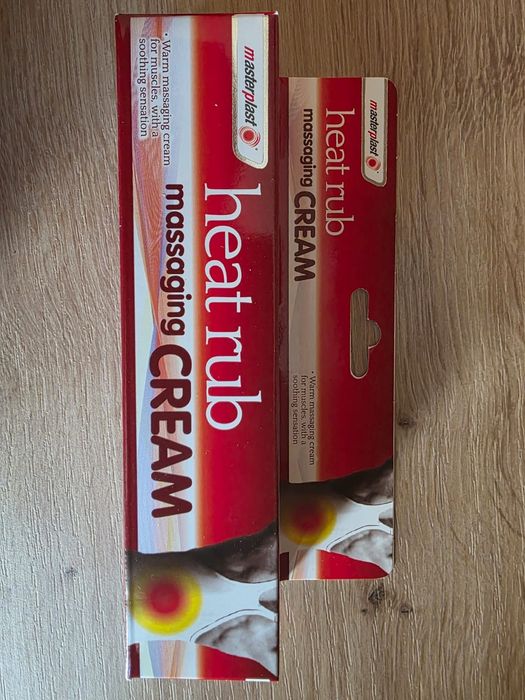 masterplast
heat rub
massaging CREAM
• Warm massaging cream
for muscles, with a
soothing sensation
masterplast
heat rub
massaging CREAM
• Warm massaging cream
for muscles, with a
soothing sensation